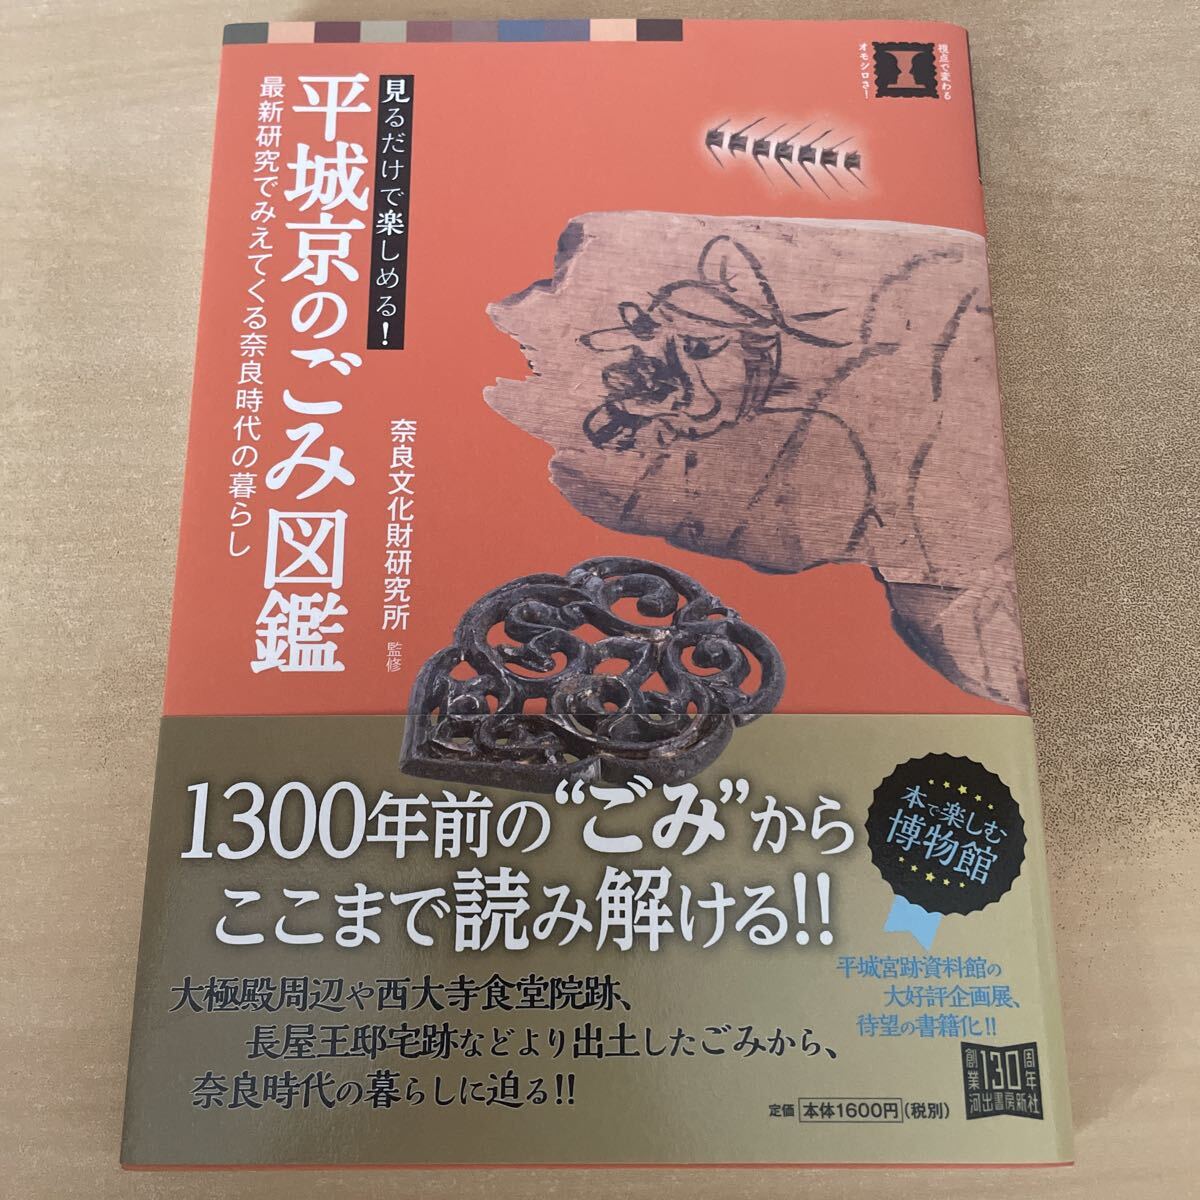 視点で変わる
オモシロさ!
見るだけで楽しめる!
平城京のごみ図鑑
最新研究でみえてくる奈良時代の暮らし
奈良文化財研究所 監修
1300年前の“ごみ”から
ここまで読み解ける!!
本で楽しむ
博物館
大極殿周辺や西大寺食堂院跡、
長屋王邸宅跡などより出土したごみから、
奈良時代の暮らしに迫る!!
平城宮跡資料館の
大好評企画展、
待望の書籍化!!
創業130周年
河出書房新社
定価 本体1600円(税別)